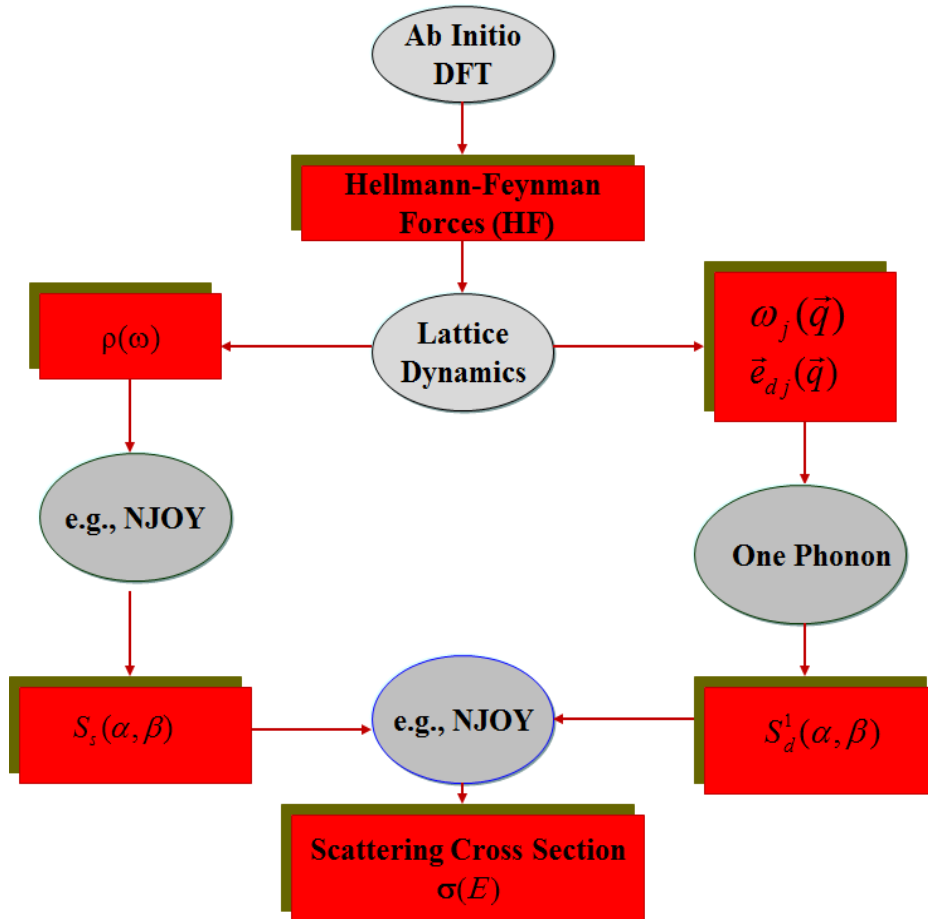 Ab Initio
DFT
Hellmann-Feynman
Forces (HF)
ρ(ω)
Lattice
Dynamics
ω_j(q⃗)
e⃗_{dj}(q⃗)
e.g., NJOY
One Phonon
S_s(α,β)
e.g., NJOY
S_d^1(α,β)
Scattering Cross Section
σ(E)